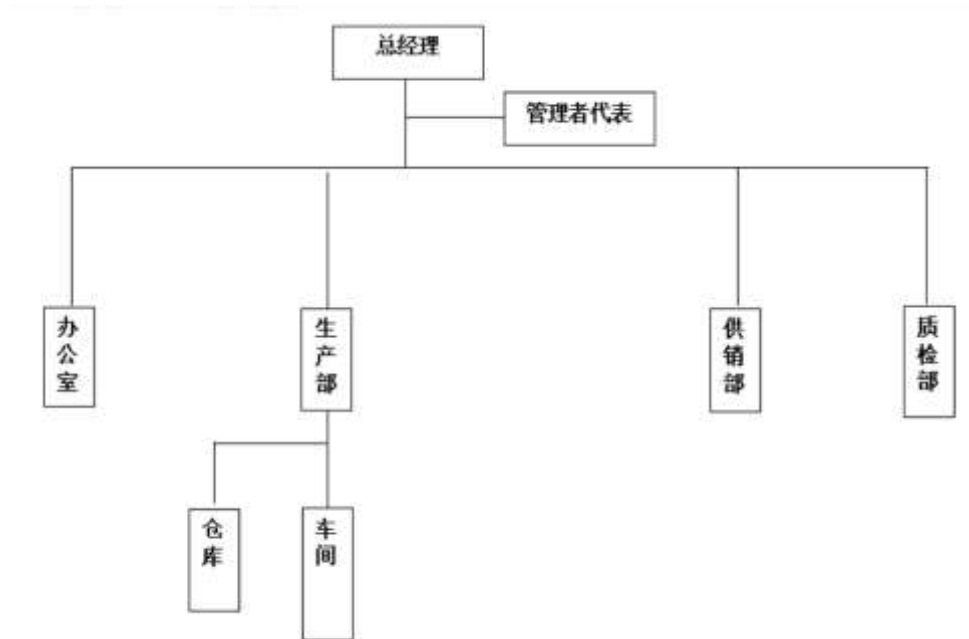 总经理
管理者代表
办公室
生产部
供销部
质检部
仓库
车间